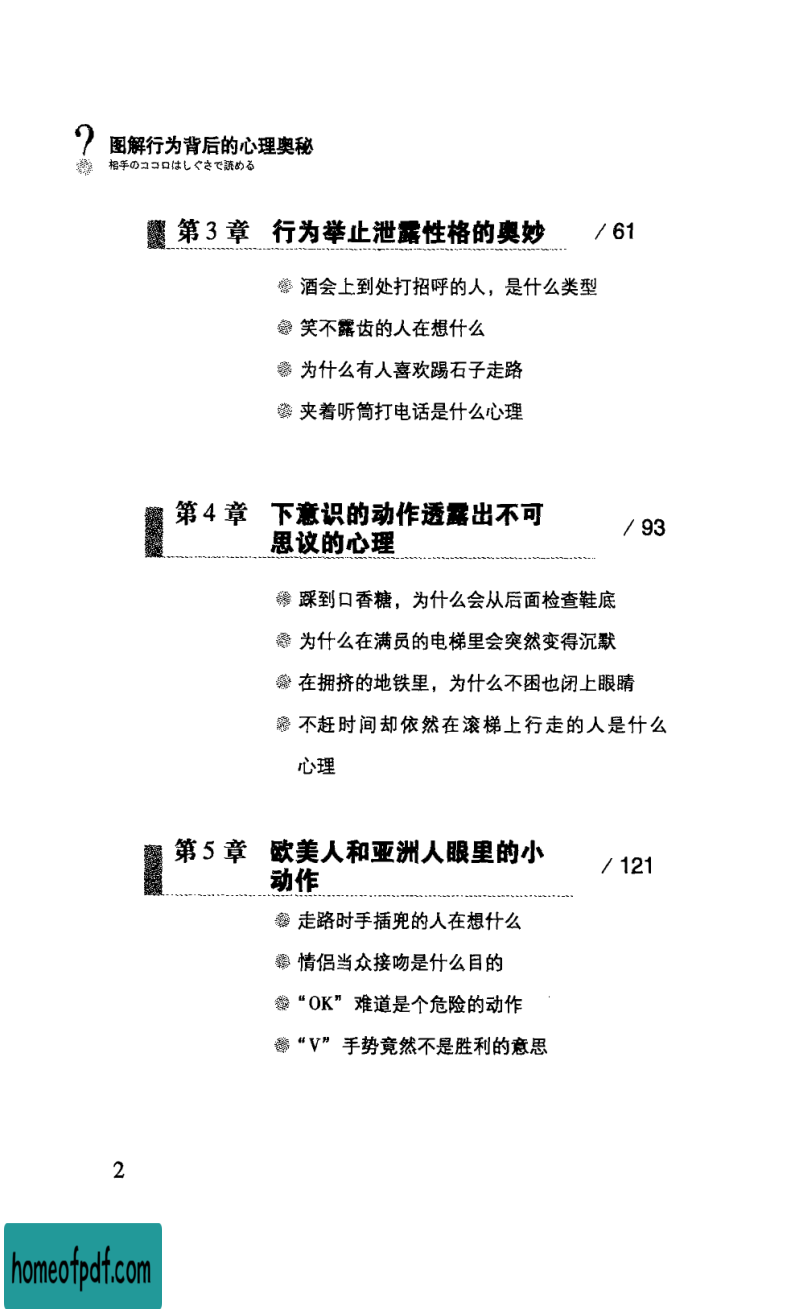 ?
图解行为背后的心理奥秘
相手のココロはしぐさで読める
第3章 行为举止泄露性格的奥妙 / 61
酒会上到处打招呼的人，是什么类型
笑不露齿的人在想什么
为什么有人喜欢踢石子走路
夹着听筒打电话是什么心理
第4章 下意识的动作透露出不可
思议的心理 / 93
踩到口香糖，为什么会从后面检查鞋底
为什么在满员的电梯里会突然变得沉默
在拥挤的地铁里，为什么不困也闭上眼睛
不赶时间却依然在滚梯上行走的人是什么
心理
第5章 欧美人和亚洲人眼里的小
动作 / 121
走路时手插兜的人在想什么
情侣当众接吻是什么目的
“OK”难道是个危险的动作
“V”手势竟然不是胜利的意思
2
homeofpdf.com